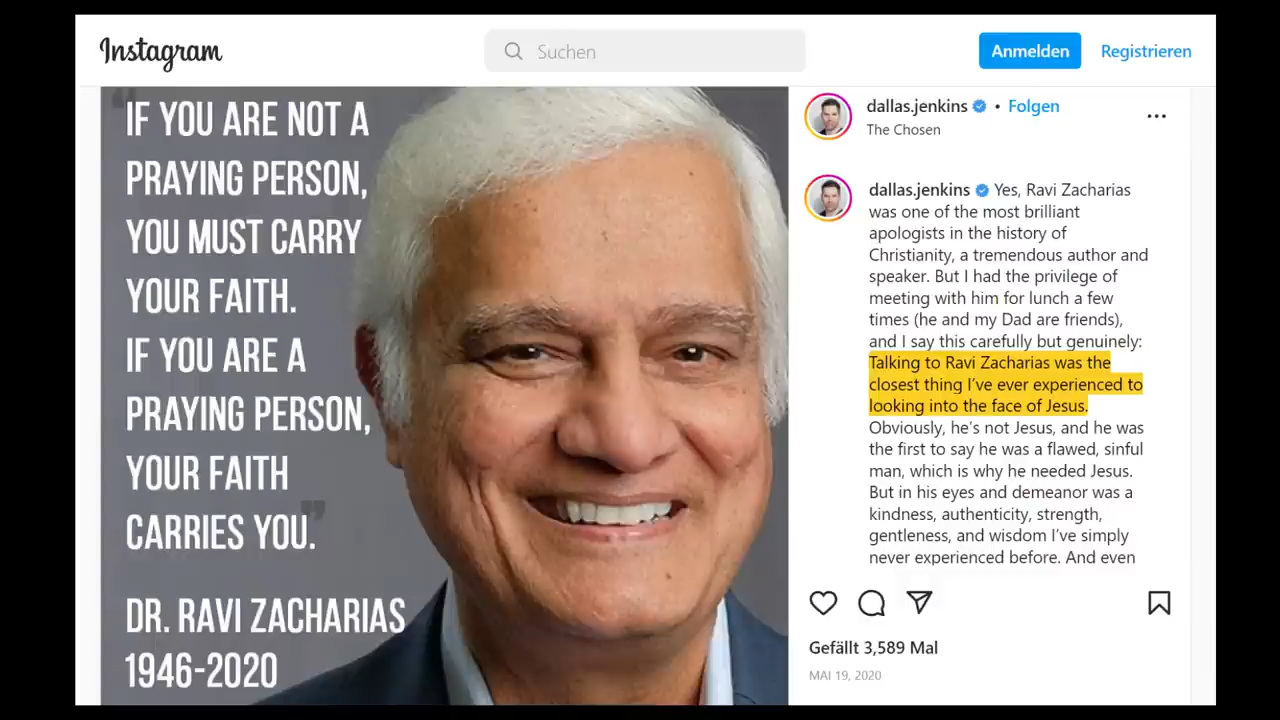 Instagram
Suchen
Anmelden
Registrieren
"
IF YOU ARE NOT A
PRAYING PERSON,
YOU MUST CARRY
YOUR FAITH.
IF YOU ARE A
PRAYING PERSON,
YOUR FAITH
CARRIES YOU.
"
DR. RAVI ZACHARIAS
1946-2020
dallas.jenkins • Folgen
The Chosen
dallas.jenkins Yes, Ravi Zacharias
was one of the most brilliant
apologists in the history of
Christianity, a tremendous author and
speaker. But I had the privilege of
meeting with him for lunch a few
times (he and my Dad are friends),
and I say this carefully but genuinely:
Talking to Ravi Zacharias was the
closest thing I’ve ever experienced to
looking into the face of Jesus.
Obviously, he’s not Jesus, and he was
the first to say he was a flawed, sinful
man, which is why he needed Jesus.
But in his eyes and demeanor was a
kindness, authenticity, strength,
gentleness, and wisdom I’ve simply
never experienced before. And even
Gefällt 3,589 Mal
MAI 19, 2020